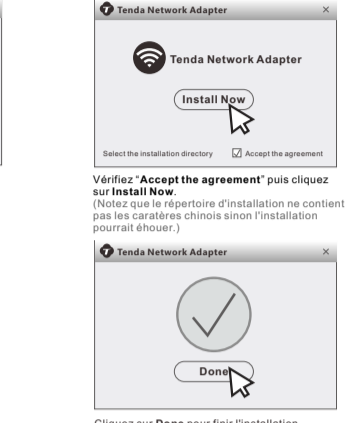 Tenda Network Adapter
Tenda Network Adapter
Install Now
Select the installation directory Accept the agreement
Vérifiez “Accept the agreement” puis cliquez
sur Install Now.
(Notez que le répertoire d'installation ne contient
pas les caratères chinois sinon l'installation
pourrait éhouer.)
Tenda Network Adapter
Done
Cliquez sur Done pour finir l'installation